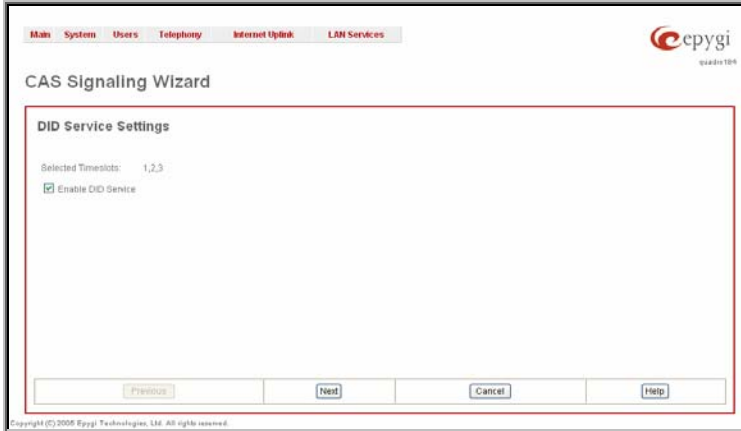 Main System Users Telephony Internet Uplink LAN Services
epygi
quadro
CAS Signaling Wizard
DID Service Settings
Selected Timeslots: 1,2,3
Enable DID Service
Previous Next Cancel Help
Copyright (C) 2005 Epygi Technologies, Ltd. All rights reserved.